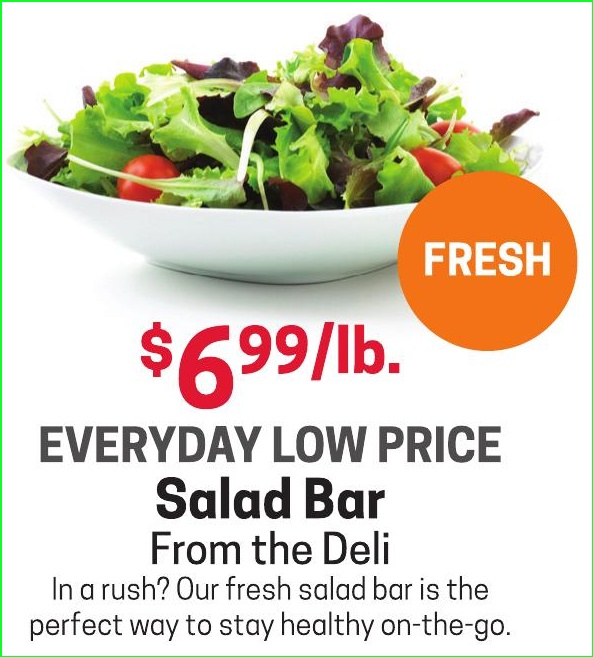 FRESH
$6.99/lb.
EVERYDAY LOW PRICE
Salad Bar
From the Deli
In a rush? Our fresh salad bar is the
perfect way to stay healthy on-the-go.